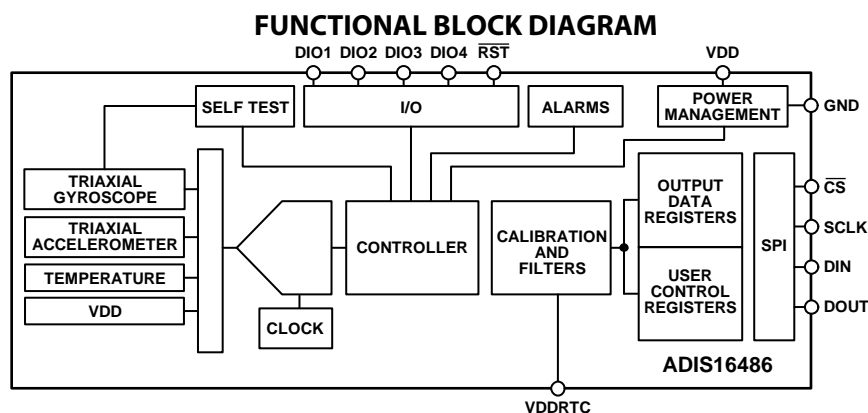 FUNCTIONAL BLOCK DIAGRAM
DIO1 DIO2 DIO3 DIO4 RST VDD
SELF TEST
I/O
ALARMS
POWER
MANAGEMENT
GND
TRIAXIAL
GYROSCOPE
TRIAXIAL
ACCELEROMETER
TEMPERATURE
VDD
CLOCK
CONTROLLER
CALIBRATION
AND
FILTERS
OUTPUT
DATA
REGISTERS
USER
CONTROL
REGISTERS
SPI
CS
SCLK
DIN
DOUT
ADIS16486
VDDRTC